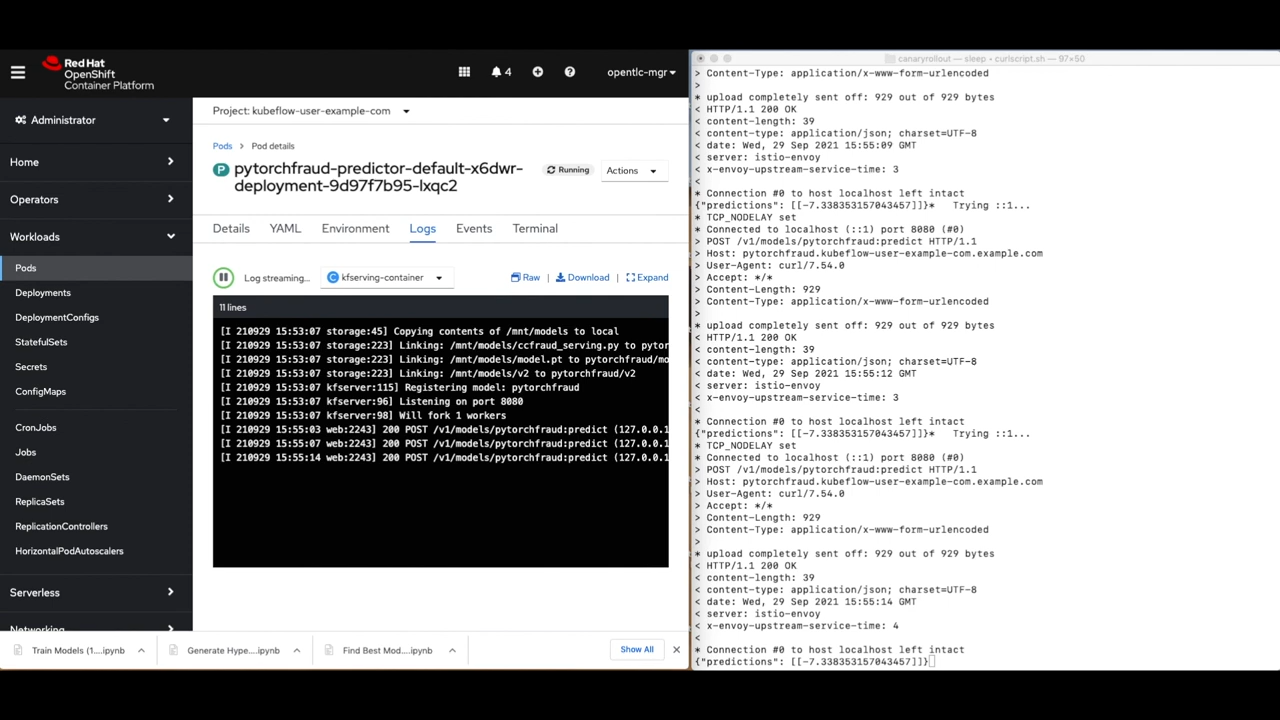 Red Hat
OpenShift
Container Platform
4
opentlc-mgr
Administrator
Home
Operators
Workloads
Pods
Deployments
DeploymentConfigs
StatefulSets
Secrets
ConfigMaps
CronJobs
Jobs
DaemonSets
ReplicaSets
ReplicationControllers
HorizontalPodAutoscalers
Serverless
Networking
Project: kubeflow-user-example-com
Pods > Pod details
P pytorchfraud-predictor-default-x6dwr-
deployment-9d97f7b95-lxqc2
Running
Actions
Details YAML Environment Logs Events Terminal
Log streaming...
C kfserving-container
Raw | Download | Expand
11 lines
[I 210929 15:53:07 storage:45] Copying contents of /mnt/models to local
[I 210929 15:53:07 storage:223] Linking: /mnt/models/ccfraud_serving.py to pytor
[I 210929 15:53:07 storage:223] Linking: /mnt/models/model.pt to pytorchfraud/mo
[I 210929 15:53:07 storage:223] Linking: /mnt/models/v2 to pytorchfraud/v2
[I 210929 15:53:07 kfserver:115] Registering model: pytorchfraud
[I 210929 15:53:07 kfserver:96] Listening on port 8080
[I 210929 15:53:07 kfserver:98] Will fork 1 workers
[I 210929 15:55:03 web:2243] 200 POST /v1/models/pytorchfraud:predict (127.0.0.1
[I 210929 15:55:07 web:2243] 200 POST /v1/models/pytorchfraud:predict (127.0.0.1
[I 210929 15:55:14 web:2243] 200 POST /v1/models/pytorchfraud:predict (127.0.0.1
Train Models (1....ipynb
Generate Hype....ipynb
Find Best Mod....ipynb
Show All
canaryrollout — sleep • curlscript.sh — 97×50
> Content-Type: application/x-www-form-urlencoded
>
* upload completely sent off: 929 out of 929 bytes
< HTTP/1.1 200 OK
< content-length: 39
< content-type: application/json; charset=UTF-8
< date: Wed, 29 Sep 2021 15:55:09 GMT
< server: istio-envoy
< x-envoy-upstream-service-time: 3
<
* Connection #0 to host localhost left intact
{"predictions": [[-7.338353157043457]]}*   Trying ::1...
* TCP_NODELAY set
* Connected to localhost (::1) port 8080 (#0)
> POST /v1/models/pytorchfraud:predict HTTP/1.1
> Host: pytorchfraud.kubeflow-user-example-com.example.com
> User-Agent: curl/7.54.0
> Accept: */*
> Content-Length: 929
> Content-Type: application/x-www-form-urlencoded
>
* upload completely sent off: 929 out of 929 bytes
< HTTP/1.1 200 OK
< content-length: 39
< content-type: application/json; charset=UTF-8
< date: Wed, 29 Sep 2021 15:55:12 GMT
< server: istio-envoy
< x-envoy-upstream-service-time: 3
<
* Connection #0 to host localhost left intact
{"predictions": [[-7.338353157043457]]}*   Trying ::1...
* TCP_NODELAY set
* Connected to localhost (::1) port 8080 (#0)
> POST /v1/models/pytorchfraud:predict HTTP/1.1
> Host: pytorchfraud.kubeflow-user-example-com.example.com
> User-Agent: curl/7.54.0
> Accept: */*
> Content-Length: 929
> Content-Type: application/x-www-form-urlencoded
>
* upload completely sent off: 929 out of 929 bytes
< HTTP/1.1 200 OK
< content-length: 39
< content-type: application/json; charset=UTF-8
< date: Wed, 29 Sep 2021 15:55:14 GMT
< server: istio-envoy
< x-envoy-upstream-service-time: 4
<
* Connection #0 to host localhost left intact
{"predictions": [[-7.338353157043457]]}